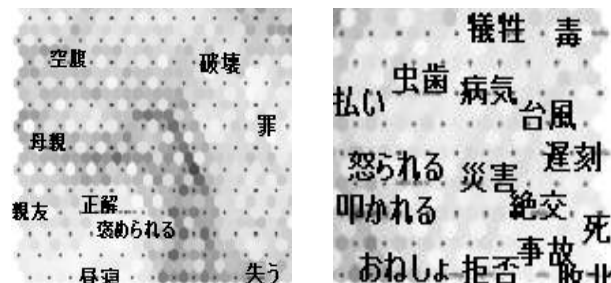 空腹
破壊
罪
母親
親友
正解
褒められる
昼寝
失う
犠牲
毒
虫歯
病気
払い
台風
遅刻
怒られる
災害
叩かれる
絶交
死
事故
おねしょ
拒否
敗北